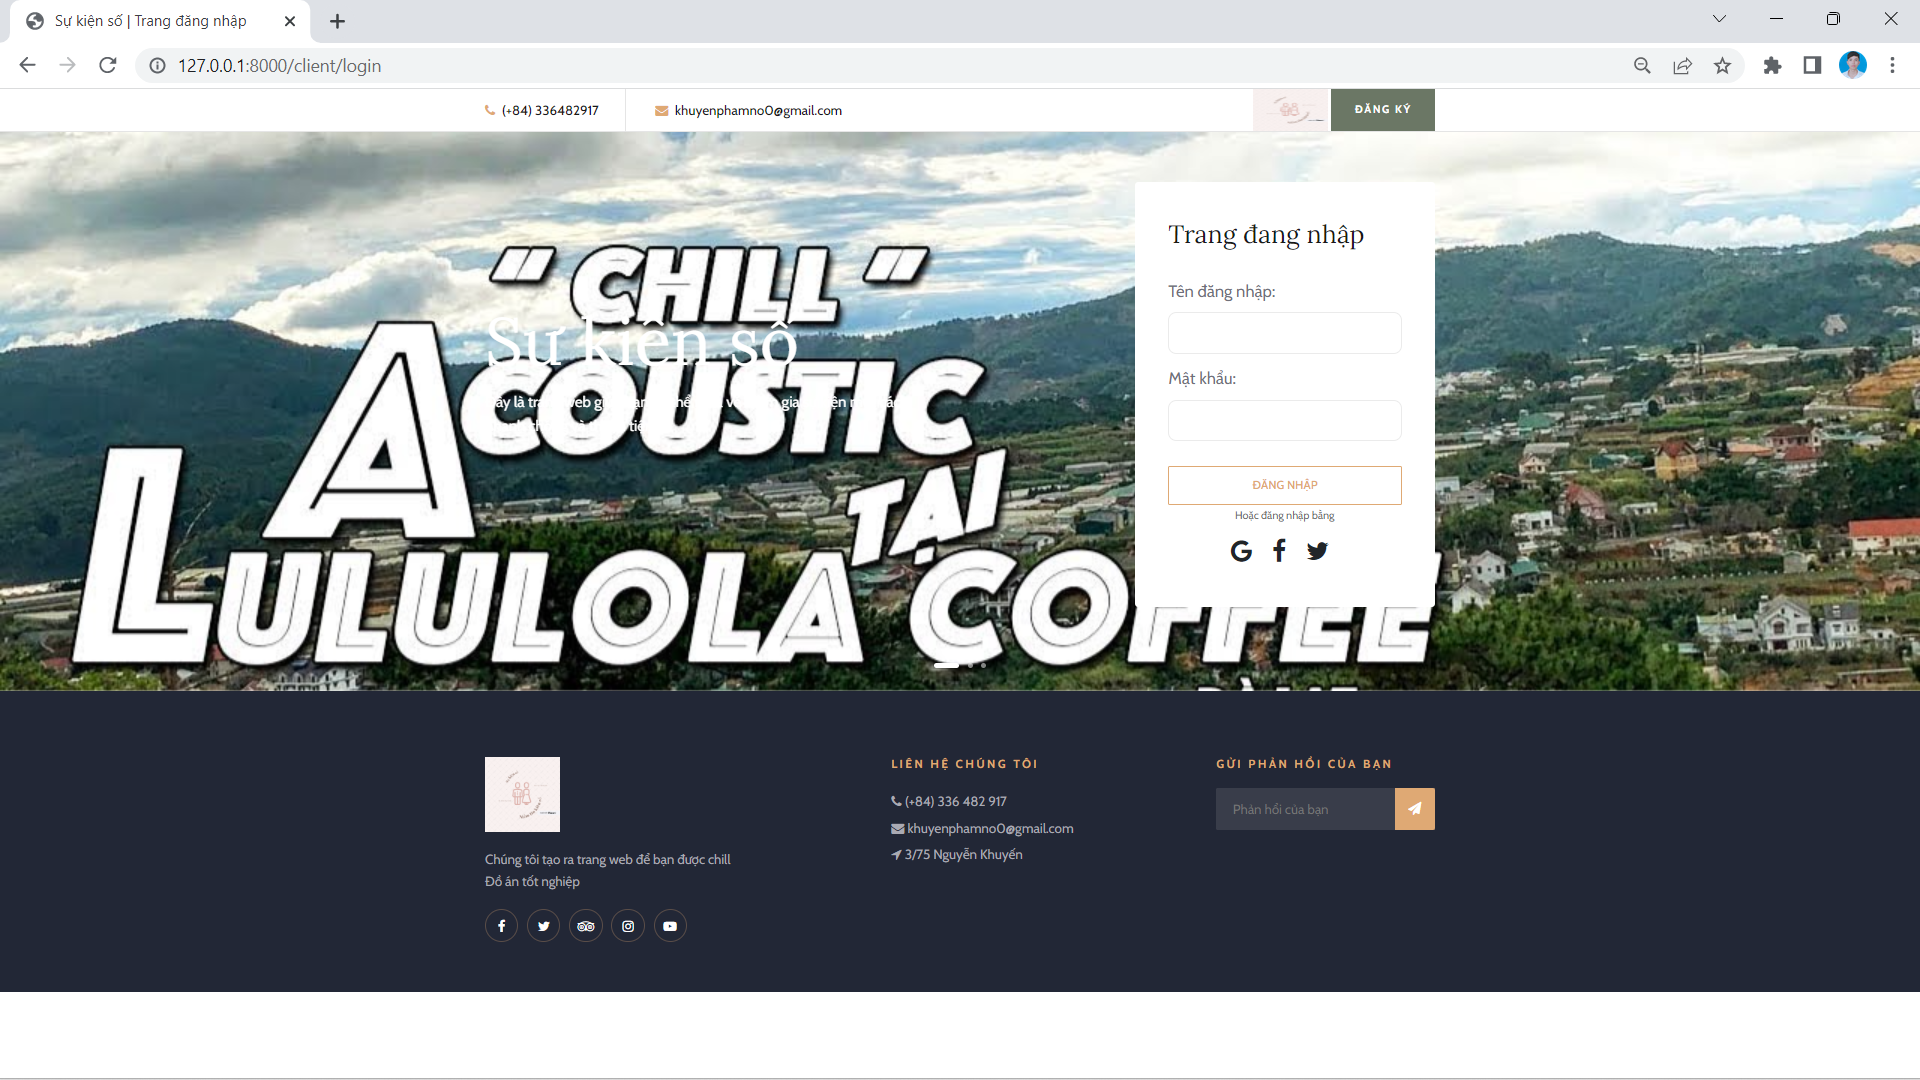 Sự kiện số | Trang đăng nhập
127.0.0.1:8000/client/login
(+84) 336482917
khuyenphamno0@gmail.com
ĐĂNG KÝ
“ CHILL “
Sự kiện số
ACOUSTIC
TẠI
LULULOLA COFFEE
Trang đang nhập
Tên đăng nhập:
Mật khẩu:
ĐĂNG NHẬP
Hoặc đăng nhập bằng
Chúng tôi tạo ra trang web để bạn được chill
Đồ án tốt nghiệp
LIÊN HỆ CHÚNG TÔI
(+84) 336 482 917
khuyenphamno0@gmail.com
3/75 Nguyễn Khuyến
GỬI PHẢN HỒI CỦA BẠN
Phản hồi của bạn